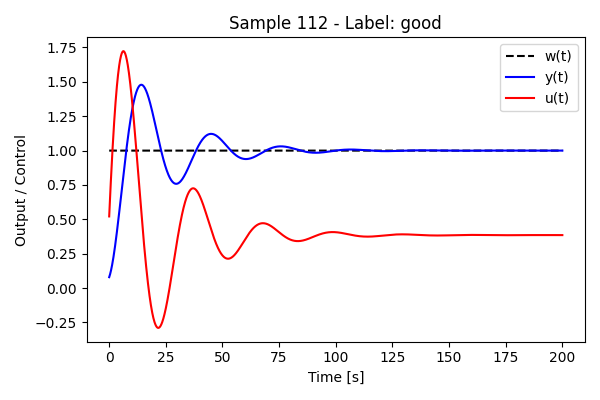 Sample 112 - Label: good
Output / Control
1.75
1.50
1.25
1.00
0.75
0.50
0.25
0.00
−0.25
w(t)
y(t)
u(t)
0 25 50 75 100 125 150 175 200
Time [s]